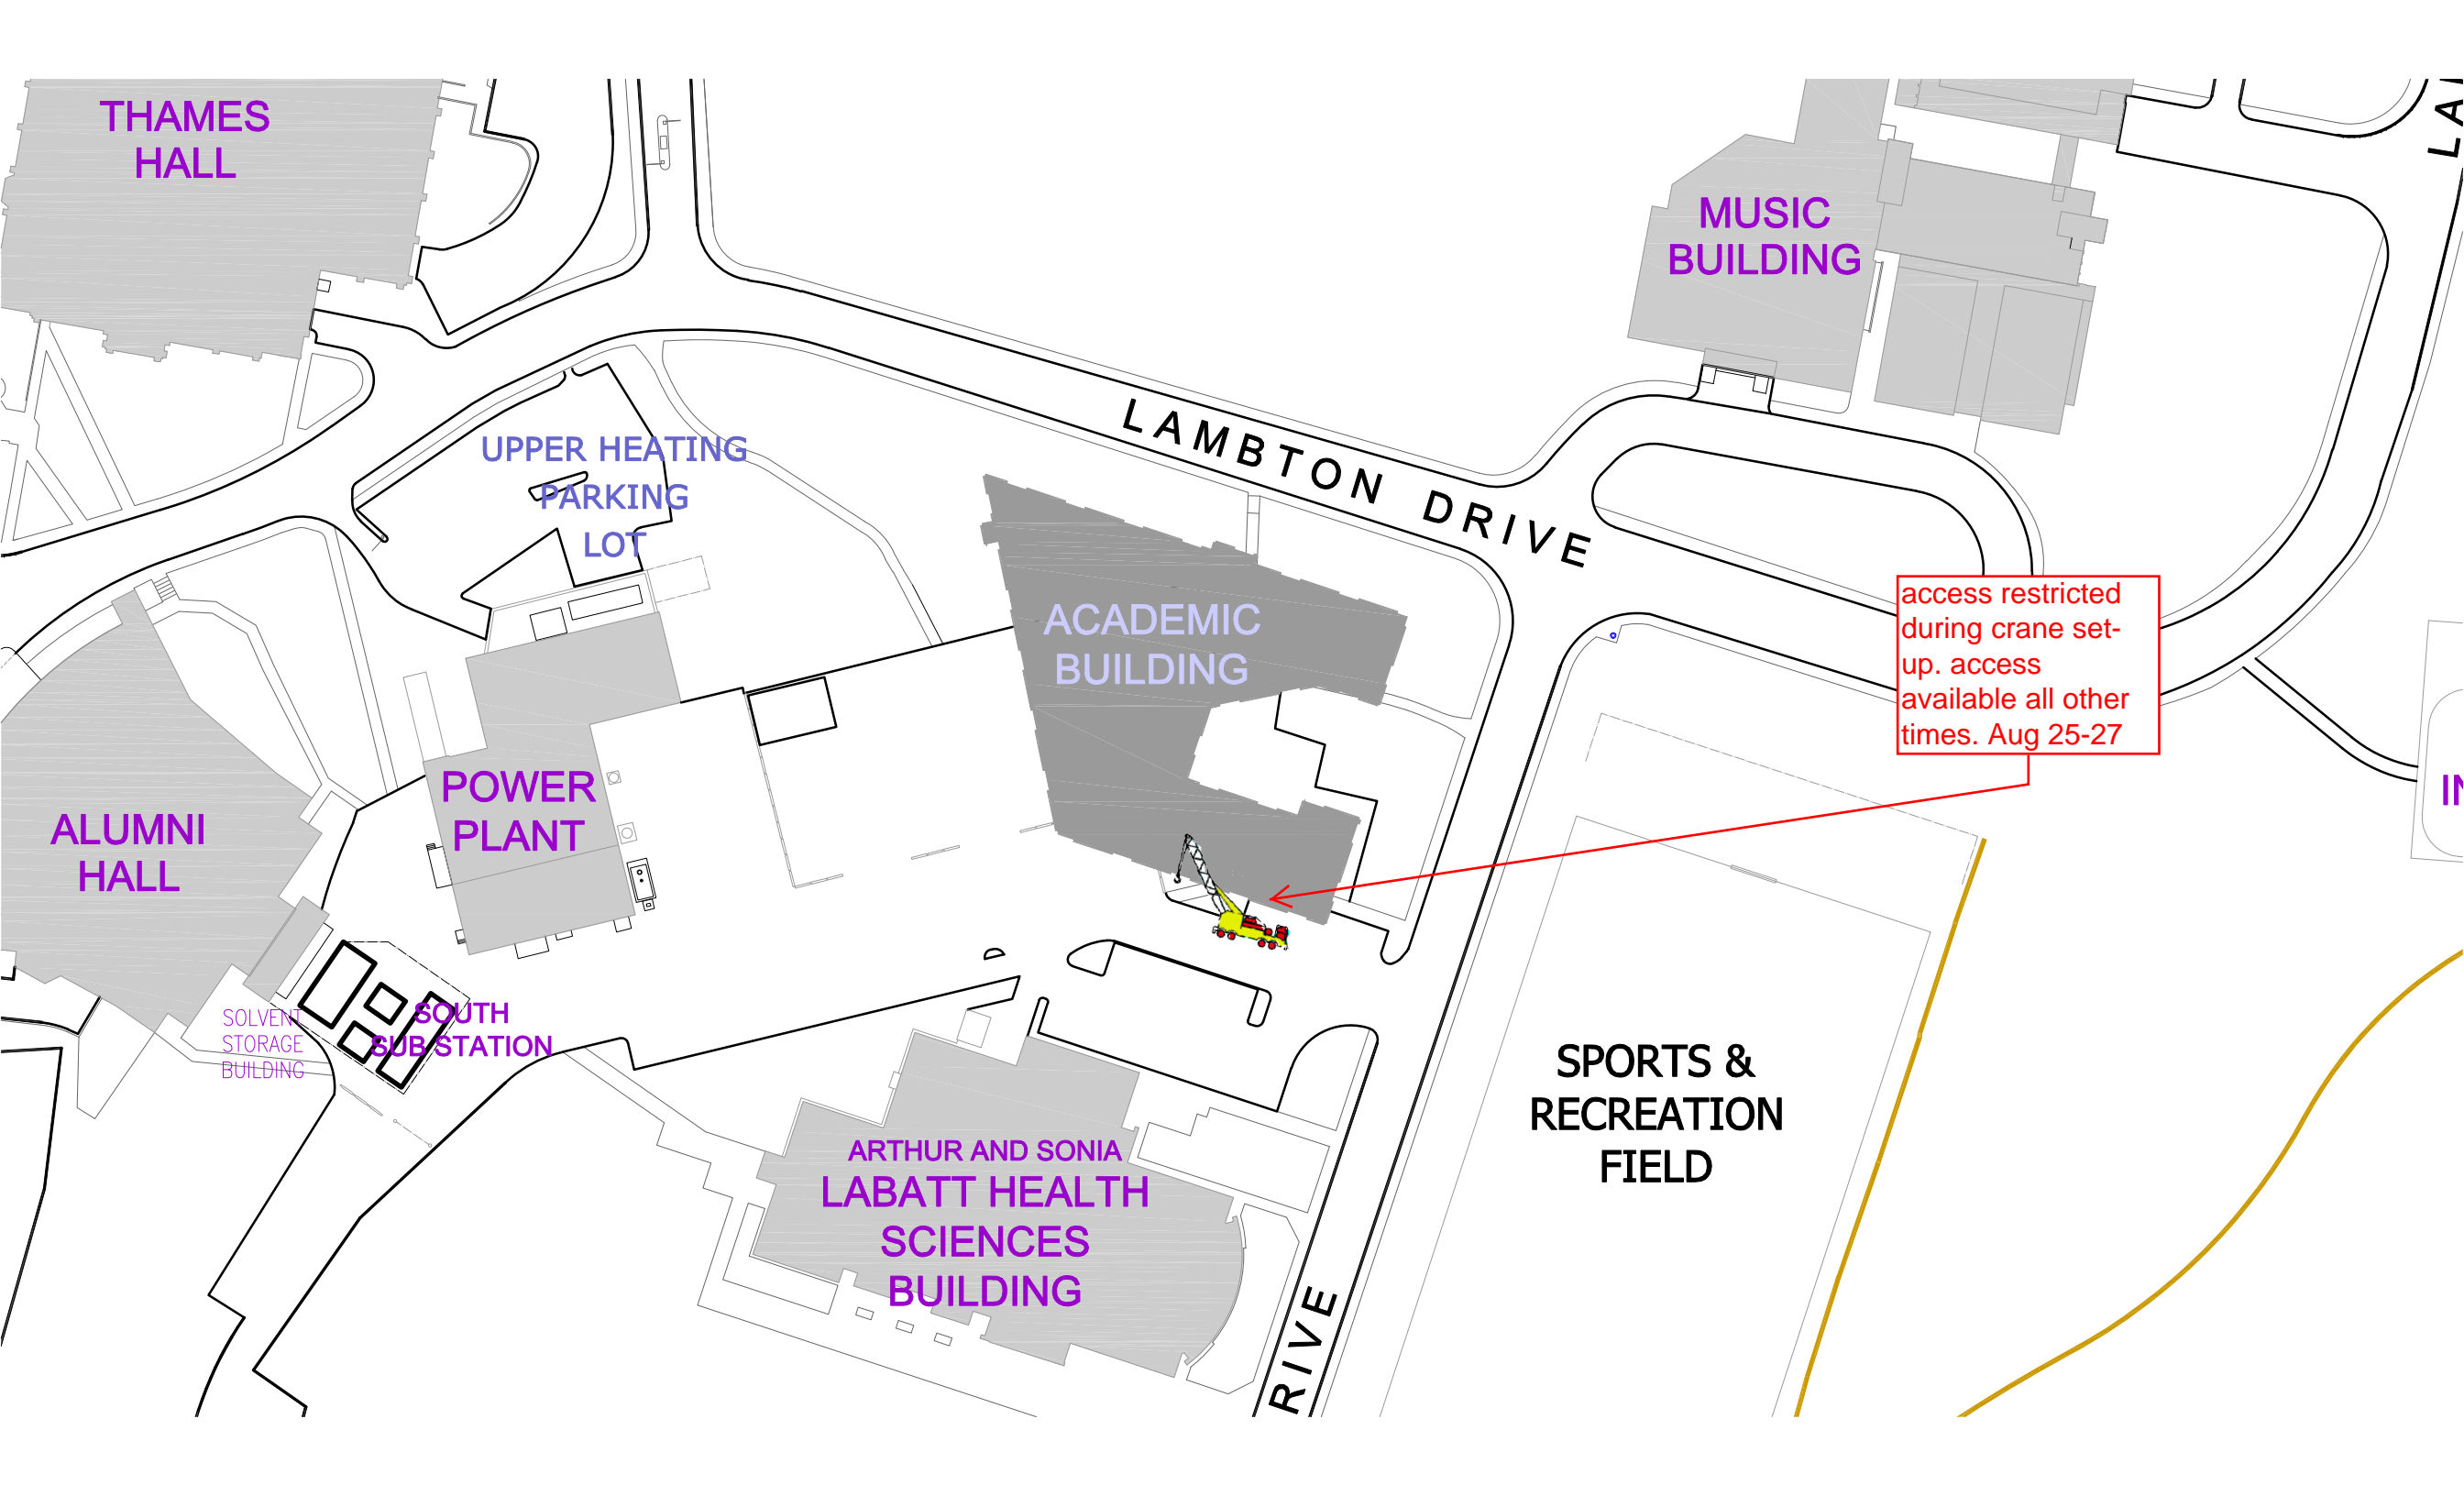 THAMES
HALL
MUSIC
BUILDING
UPPER HEATING
PARKING
LOT
LAMBTON DRIVE
ACADEMIC
BUILDING
access restricted
during crane set-
up. access
available all other
times. Aug 25-27
POWER
PLANT
ALUMNI
HALL
SOLVENT
STORAGE
BUILDING
SOUTH
SUB STATION
SPORTS &
RECREATION
FIELD
ARTHUR AND SONIA
LABATT HEALTH
SCIENCES
BUILDING
RIVE